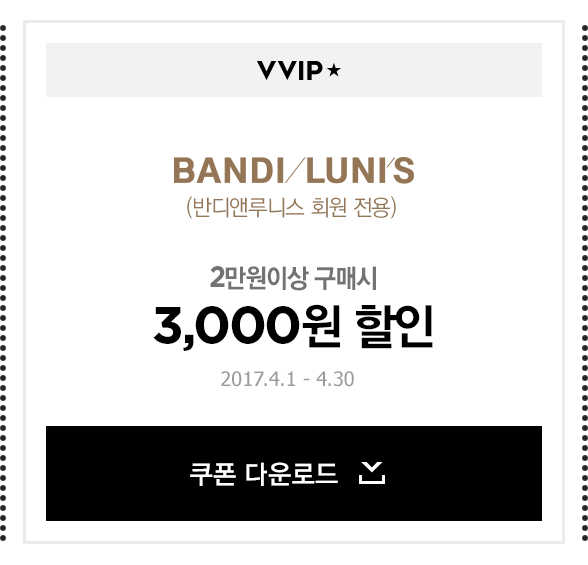 VVIP★
BANDI/LUNI'S
(반디앤루니스 회원 전용)
2만원이상 구매시
3,000원 할인
2017.4.1 - 4.30
쿠폰 다운로드